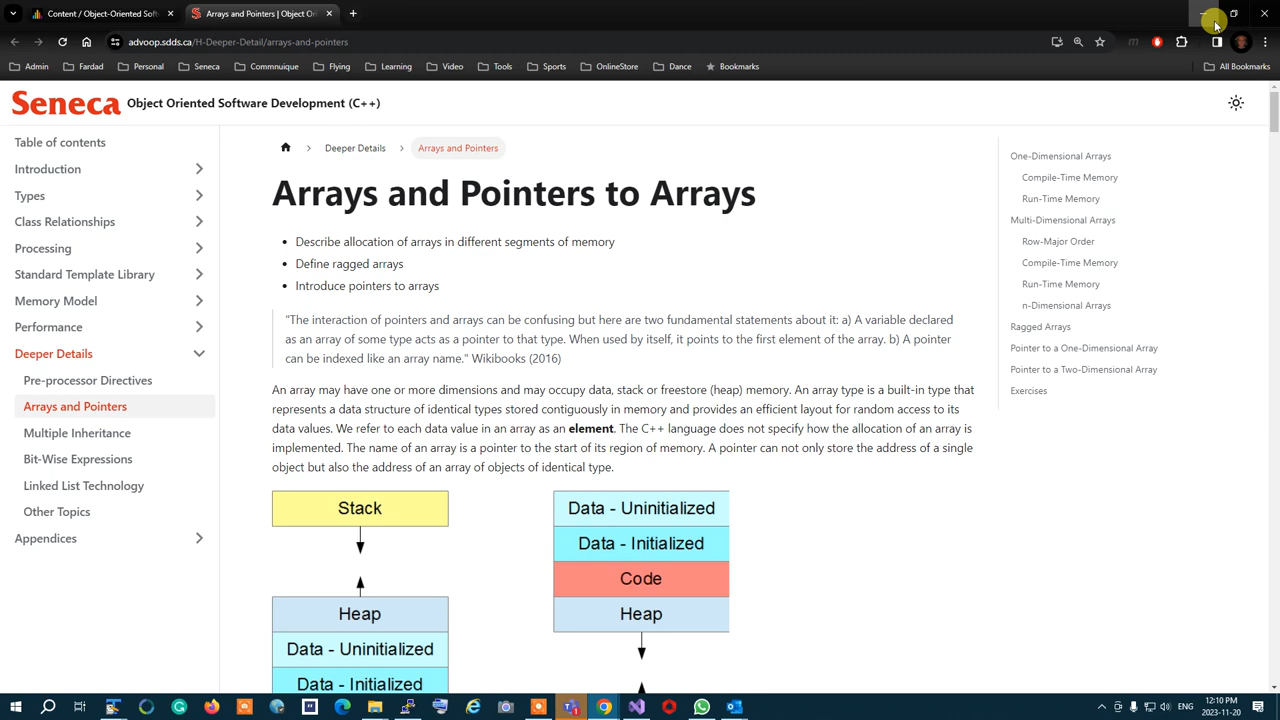 Content / Object-Oriented Softw
Arrays and Pointers | Object Ori
advoop.sdds.ca/H-Deeper-Detail/arrays-and-pointers
Admin
Fardad
Personal
Seneca
Commnuique
Flying
Learning
Video
Tools
Sports
OnlineStore
Dance
Bookmarks
All Bookmarks
Seneca
Object Oriented Software Development (C++)
Table of contents
Introduction
Types
Class Relationships
Processing
Standard Template Library
Memory Model
Performance
Deeper Details
Pre-processor Directives
Arrays and Pointers
Multiple Inheritance
Bit-Wise Expressions
Linked List Technology
Other Topics
Appendices
Deeper Details
Arrays and Pointers
Arrays and Pointers to Arrays
Describe allocation of arrays in different segments of memory
Define ragged arrays
Introduce pointers to arrays
“The interaction of pointers and arrays can be confusing but here are two fundamental statements about it: a) A variable declared
as an array of some type acts as a pointer to that type. When used by itself, it points to the first element of the array. b) A pointer
can be indexed like an array name.” Wikibooks (2016)
An array may have one or more dimensions and may occupy data, stack or freestore (heap) memory. An array type is a built-in type that
represents a data structure of identical types stored contiguously in memory and provides an efficient layout for random access to its
data values. We refer to each data value in an array as an element. The C++ language does not specify how the allocation of an array is
implemented. The name of an array is a pointer to the start of its region of memory. A pointer can not only store the address of a single
object but also the address of an array of objects of identical type.
Stack
Heap
Data - Uninitialized
Data - Initialized
Data - Uninitialized
Data - Initialized
Code
Heap
One-Dimensional Arrays
Compile-Time Memory
Run-Time Memory
Multi-Dimensional Arrays
Row-Major Order
Compile-Time Memory
Run-Time Memory
n-Dimensional Arrays
Ragged Arrays
Pointer to a One-Dimensional Array
Pointer to a Two-Dimensional Array
Exercises
12:10 PM
2023-11-20